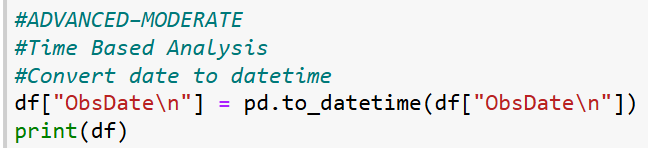 #ADVANCED-MODERATE
#Time Based Analysis
#Convert date to datetime
df["ObsDate\n"] = pd.to_datetime(df["ObsDate\n"])
print(df)